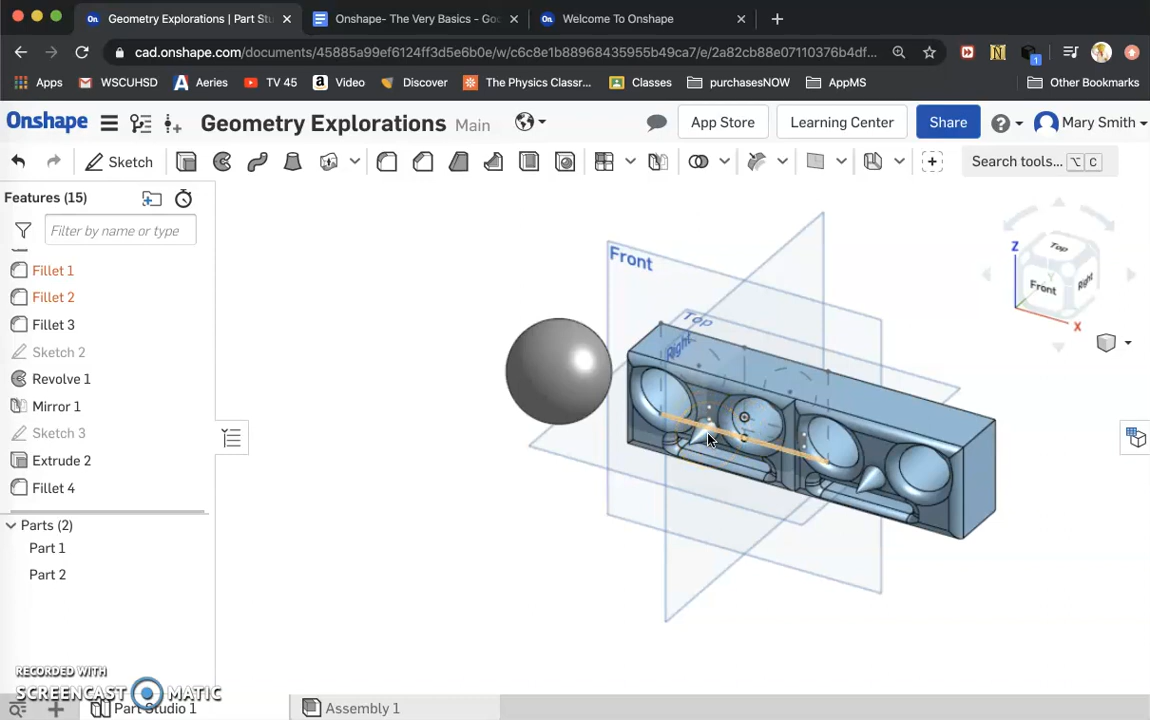 Geometry Explorations | Part Stu
Onshape- The Very Basics - Goo
Welcome To Onshape
cad.onshape.com/documents/45885a99ef6124ff3d5e6b0e/w/c6c8e1b88968435955b49ca7/e/2a82cb88e07110376b4df...
Apps
WSCUHSD
Aeries
TV 45
Video
Discover
The Physics Classr...
Classes
purchasesNOW
AppMS
Other Bookmarks
Onshape
Geometry Explorations Main
App Store
Learning Center
Share
Mary Smith
Sketch
Search tools... ⌥ C
Features (15)
Filter by name or type
Fillet 1
Fillet 2
Fillet 3
Sketch 2
Revolve 1
Mirror 1
Sketch 3
Extrude 2
Fillet 4
Parts (2)
Part 1
Part 2
Front
Top
Right
Z
Top
Front
Right
Y
X
RECORDED WITH
SCREENCAST MATIC
Part Studio 1
Assembly 1